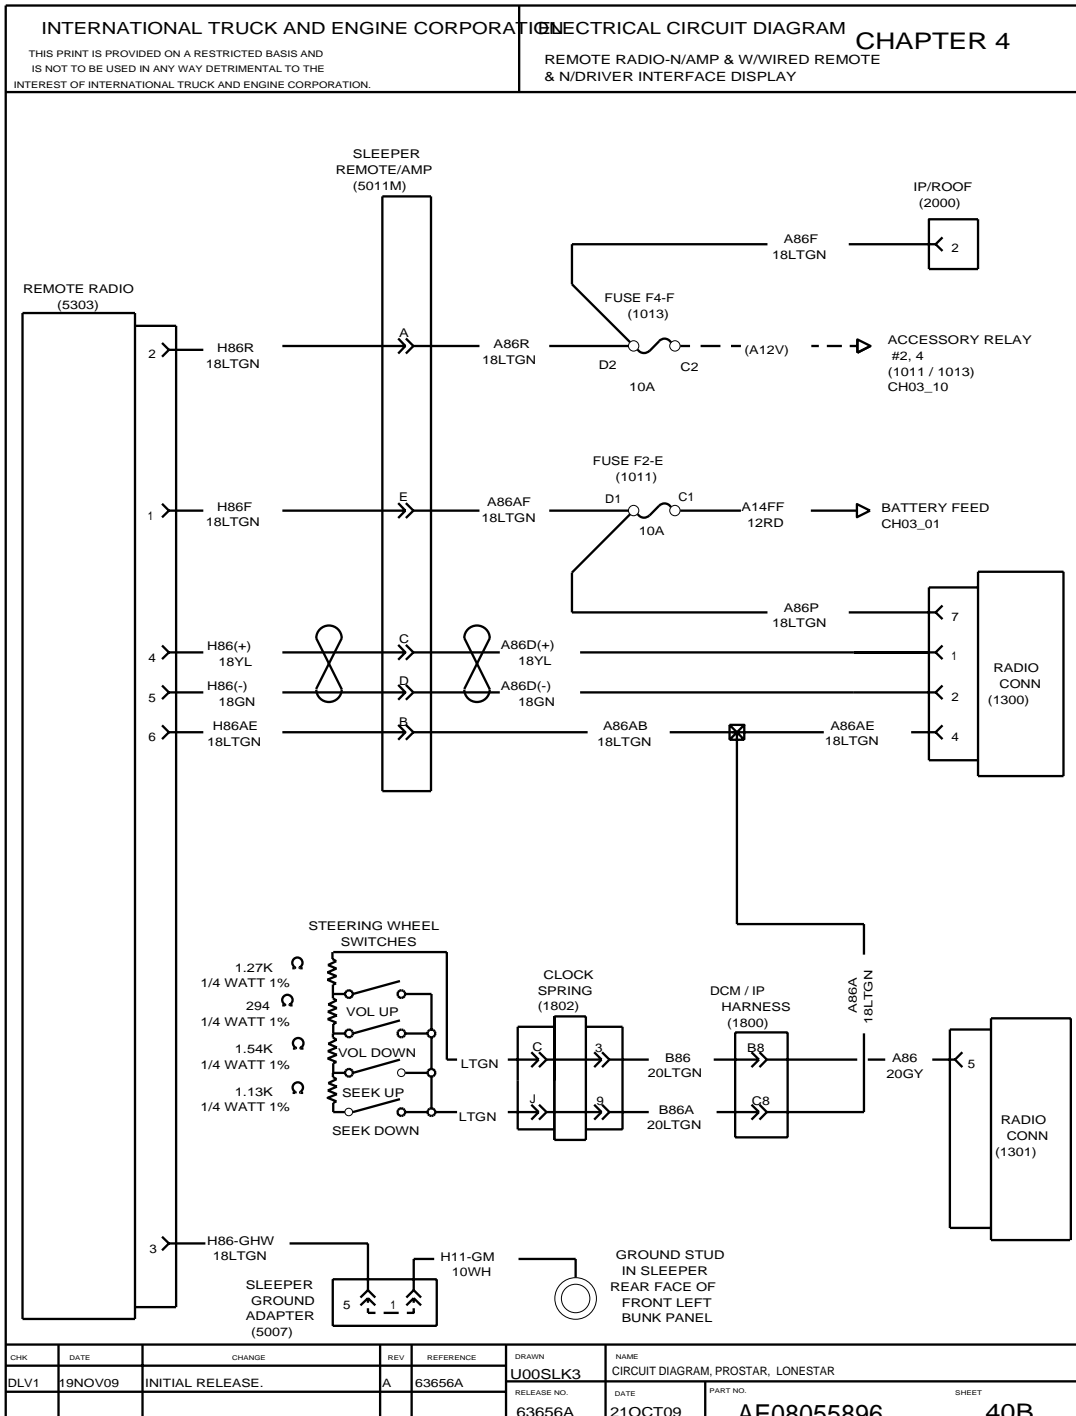 INTERNATIONAL TRUCK AND ENGINE CORPORATION
THIS PRINT IS PROVIDED ON A RESTRICTED BASIS AND
IS NOT TO BE USED IN ANY WAY DETRIMENTAL TO THE
INTEREST OF INTERNATIONAL TRUCK AND ENGINE CORPORATION.
ELECTRICAL CIRCUIT DIAGRAM
CHAPTER 4
REMOTE RADIO-N/AMP & W/WIRED REMOTE
& N/DRIVER INTERFACE DISPLAY
SLEEPER
REMOTE/AMP
(5011M)
IP/ROOF
(2000)
A86F
18LTGN
2
REMOTE RADIO
(5303)
FUSE F4-F
(1013)
2
H86R
18LTGN
A
A86R
18LTGN
D2
C2
10A
(A12V)
ACCESSORY RELAY
#2, 4
(1011 / 1013)
CH03_10
FUSE F2-E
(1011)
1
H86F
18LTGN
E
A86AF
18LTGN
D1
C1
10A
A14FF
12RD
BATTERY FEED
CH03_01
A86P
18LTGN
7
4
H86(+)
18YL
C
A86D(+)
18YL
1
5
H86(-)
18GN
D
A86D(-)
18GN
2
6
H86AE
18LTGN
B
A86AB
18LTGN
A86AE
18LTGN
4
RADIO
CONN
(1300)
STEERING WHEEL
SWITCHES
1.27K Ω
1/4 WATT 1%
294 Ω
1/4 WATT 1%
1.54K Ω
1/4 WATT 1%
1.13K Ω
1/4 WATT 1%
VOL UP
VOL DOWN
SEEK UP
SEEK DOWN
LTGN
LTGN
CLOCK
SPRING
(1802)
C
3
J
9
B86
20LTGN
B86A
20LTGN
DCM / IP
HARNESS
(1800)
B8
C8
A86A
18LTGN
A86
20GY
5
RADIO
CONN
(1301)
3
H86-GHW
18LTGN
SLEEPER
GROUND
ADAPTER
(5007)
5
1
H11-GM
10WH
GROUND STUD
IN SLEEPER
REAR FACE OF
FRONT LEFT
BUNK PANEL
CHK DATE CHANGE REV REFERENCE
DLV1 19NOV09 INITIAL RELEASE. A 63656A
DRAWN
U00SLK3
NAME
CIRCUIT DIAGRAM, PROSTAR, LONESTAR
RELEASE NO.
63656A
DATE
21OCT09
PART NO.
AE08055896
SHEET
40B